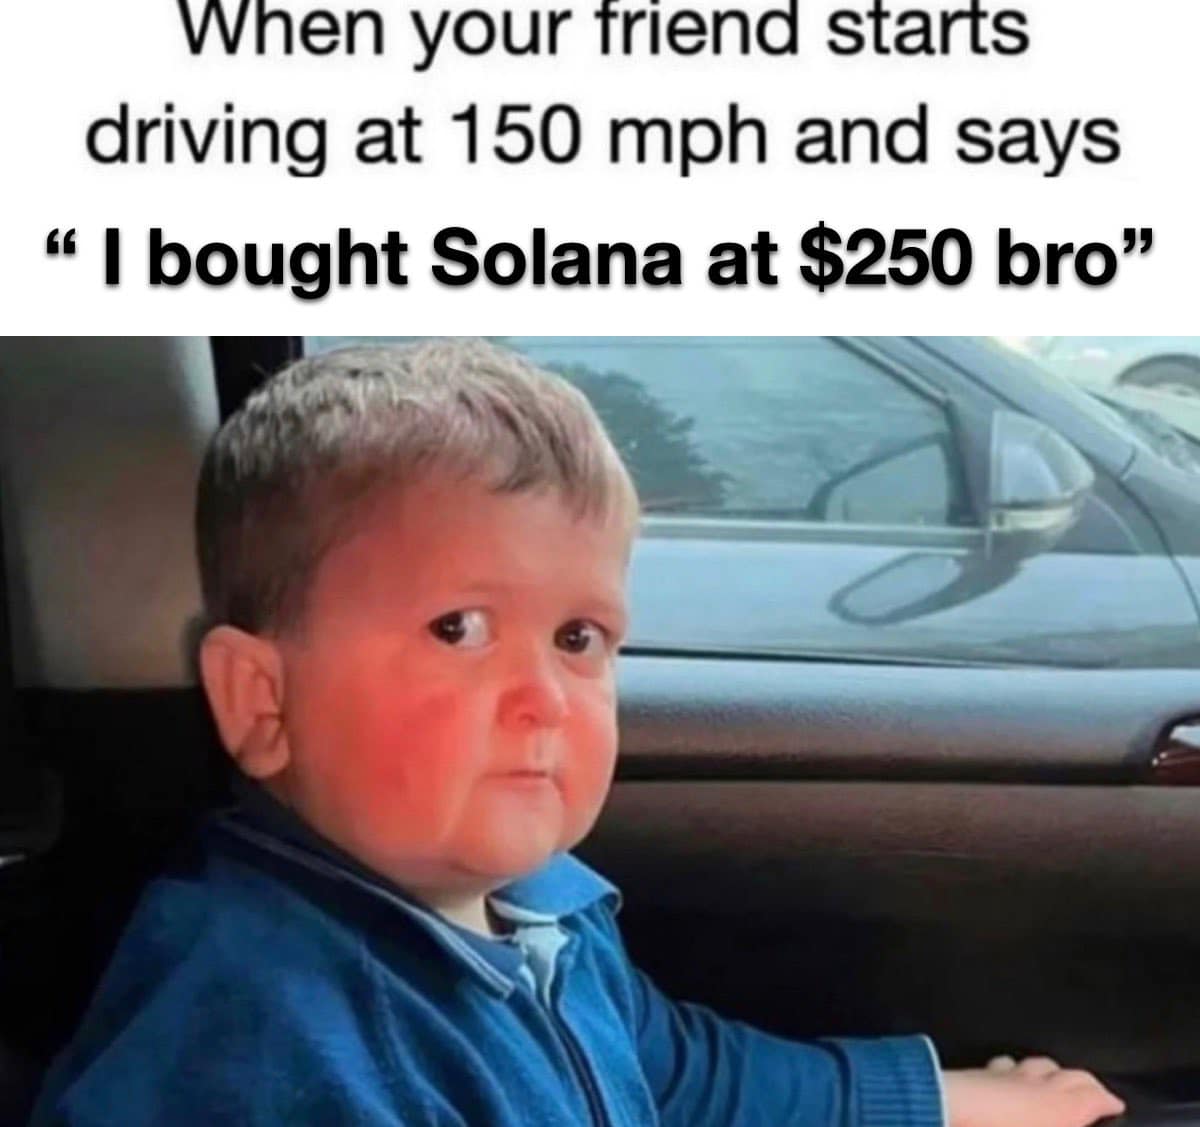 When your friend starts
driving at 150 mph and says
“ I bought Solana at $250 bro”